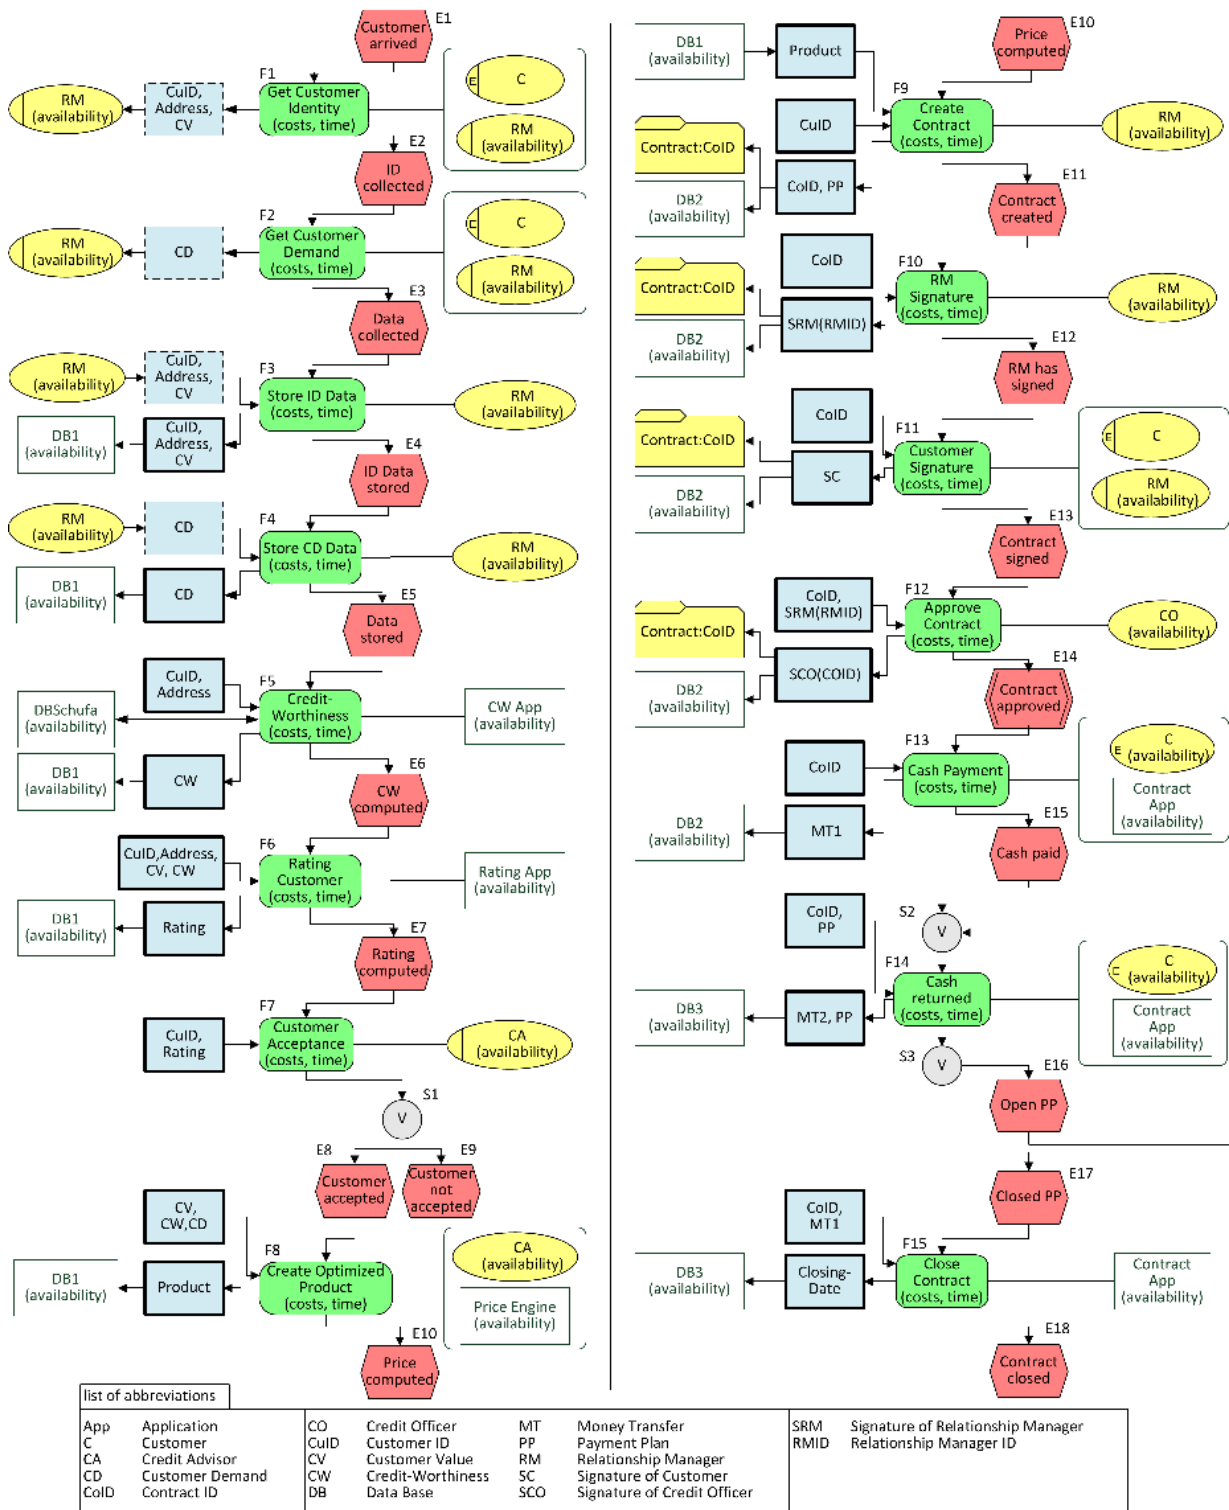 E1
Customer
arrived
F1
Get Customer
Identity
(costs, time)
CuID,
Address,
CV
RM
(availability)
E
C
RM
(availability)
E2
ID
collected
F2
Get Customer
Demand
(costs, time)
CD
RM
(availability)
E
C
RM
(availability)
E3
Data
collected
F3
Store ID Data
(costs, time)
RM
(availability)
CuID,
Address,
CV
RM
(availability)
DB1
(availability)
CuID,
Address,
CV
E4
ID Data
stored
F4
Store CD Data
(costs, time)
RM
(availability)
CD
RM
(availability)
DB1
(availability)
CD
E5
Data
stored
CuID,
Address
F5
Credit-
Worthiness
(costs, time)
DBSchufa
(availability)
CW App
(availability)
DB1
(availability)
CW
E6
CW
computed
CuID,Address,
CV, CW
F6
Rating
Customer
(costs, time)
Rating App
(availability)
DB1
(availability)
Rating
E7
Rating
computed
F7
CuID,
Rating
Customer
Acceptance
(costs, time)
CA
(availability)
S1
V
E8
Customer
accepted
E9
Customer
not
accepted
CV,
CW,CD
F8
Create Optimized
Product
(costs, time)
CA
(availability)
Price Engine
(availability)
DB1
(availability)
Product
E10
Price
computed
DB1
(availability)
Product
E10
Price
computed
F9
Create
Contract
(costs, time)
CuID
RM
(availability)
Contract:CoID
CoID, PP
DB2
(availability)
E11
Contract
created
CoID
F10
RM
Signature
(costs, time)
RM
(availability)
Contract:CoID
SRM(RMID)
DB2
(availability)
E12
RM has
signed
CoID
F11
Customer
Signature
(costs, time)
E
C
RM
(availability)
Contract:CoID
SC
DB2
(availability)
E13
Contract
signed
CoID,
SRM(RMID)
F12
Approve
Contract
(costs, time)
CO
(availability)
Contract:CoID
SCO(COID)
DB2
(availability)
E14
Contract
approved
CoID
F13
Cash Payment
(costs, time)
E
C
(availability)
Contract
App
(availability)
DB2
(availability)
MT1
E15
Cash paid
CoID,
PP
S2
V
F14
Cash
returned
(costs, time)
C
C
(availability)
Contract
App
(availability)
DB3
(availability)
MT2, PP
S3
V
E16
Open PP
E17
Closed PP
CoID,
MT1
F15
Close
Contract
(costs, time)
Contract
App
(availability)
DB3
(availability)
Closing-
Date
E18
Contract
closed
list of abbreviations
App Application
C Customer
CA Credit Advisor
CD Customer Demand
CoID Contract ID
CO Credit Officer
CuID Customer ID
CV Customer Value
CW Credit-Worthiness
DB Data Base
MT Money Transfer
PP Payment Plan
RM Relationship Manager
SC Signature of Customer
SCO Signature of Credit Officer
SRM Signature of Relationship Manager
RMID Relationship Manager ID